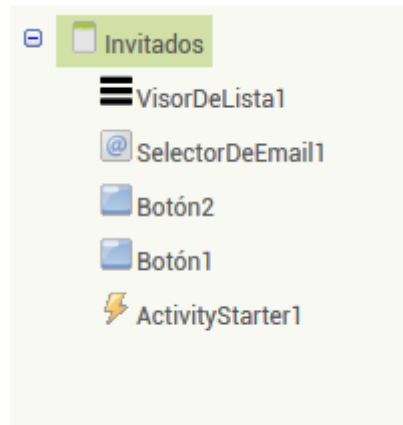 Invitados
VisorDeLista1
SelectorDeEmail1
Botón2
Botón1
ActivityStarter1